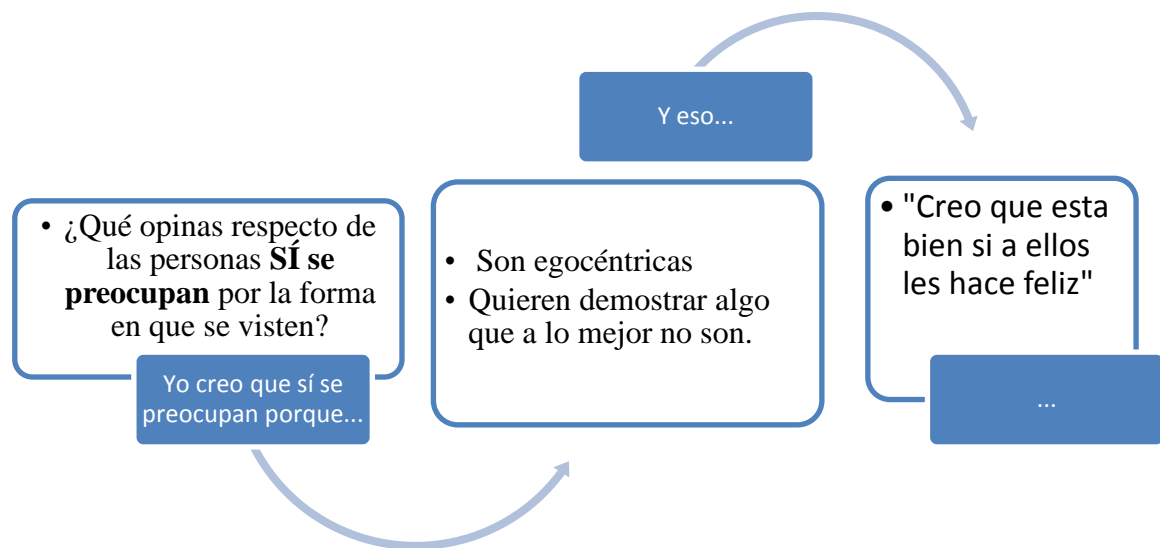 • ¿Qué opinas respecto de
las personas SÍ se
preocupan por la forma
en que se visten?
Yo creo que sí se
preocupan porque...
Y eso...
• Son egocéntricas
• Quieren demostrar algo
que a lo mejor no son.
• "Creo que esta
bien si a ellos
les hace feliz"
...